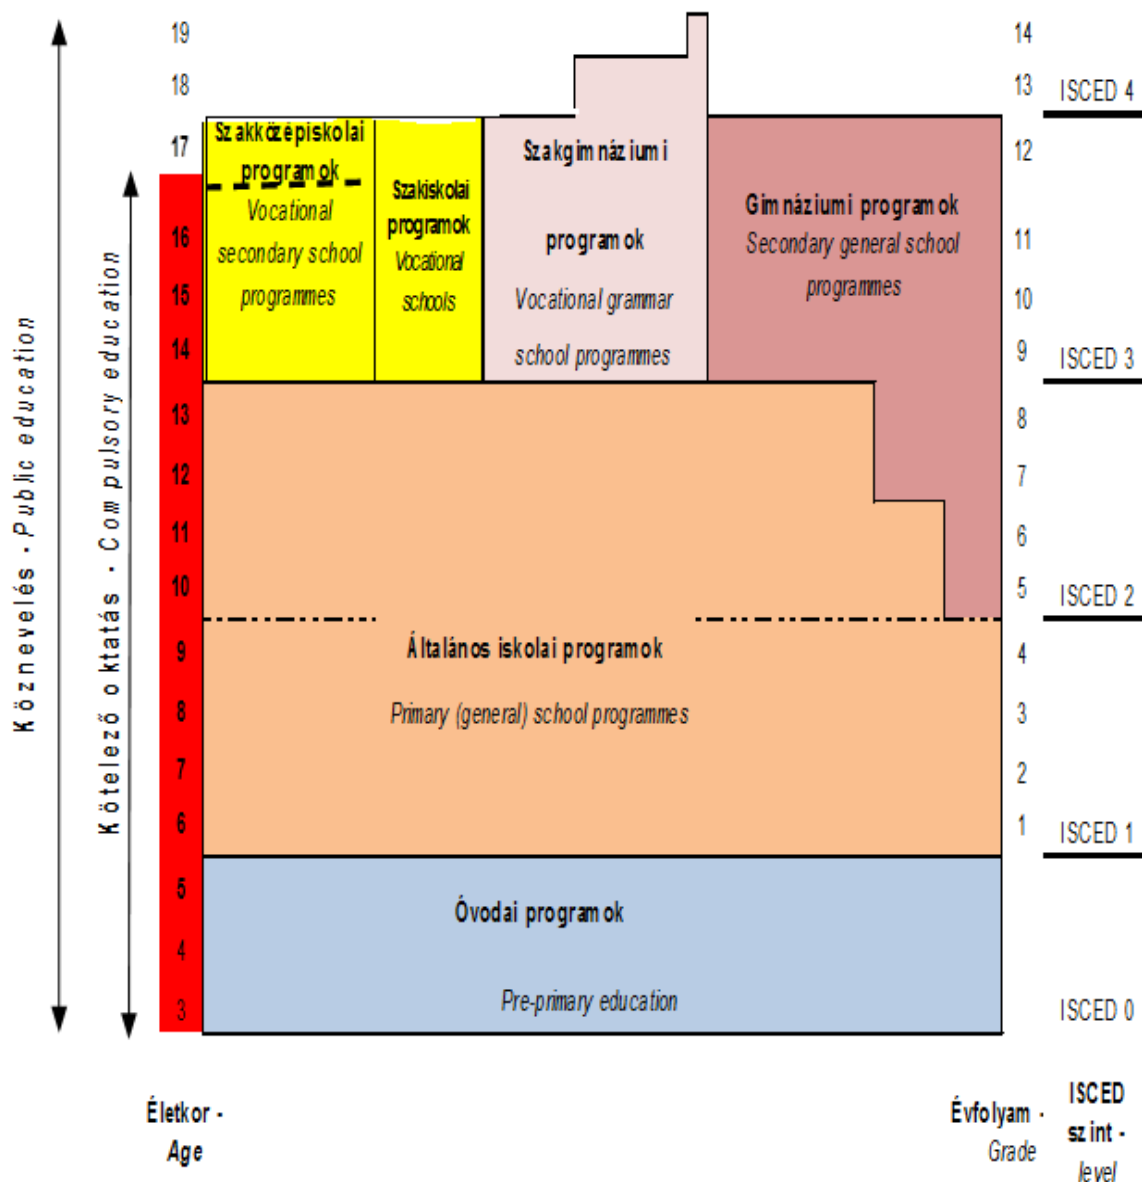 Köznevelés - Public education
Kötelező oktatás - Compulsory education
19
18
17
16
15
14
13
12
11
10
9
8
7
6
5
4
3
Szakközépiskolai
programok
Vocational
secondary school
programmes
Szakiskolai
programok
Vocational
schools
Szakgimnáziumi
programok
Vocational grammar
school programmes
Gimnáziumi programok
Secondary general school
programmes
Általános iskolai programok
Primary (general) school programmes
Óvodai programok
Pre-primary education
14
13
12
11
10
9
8
7
6
5
4
3
2
1
ISCED 4
ISCED 3
ISCED 2
ISCED 1
ISCED 0
Életkor -
Age
Évfolyam -
Grade
ISCED
szint -
level